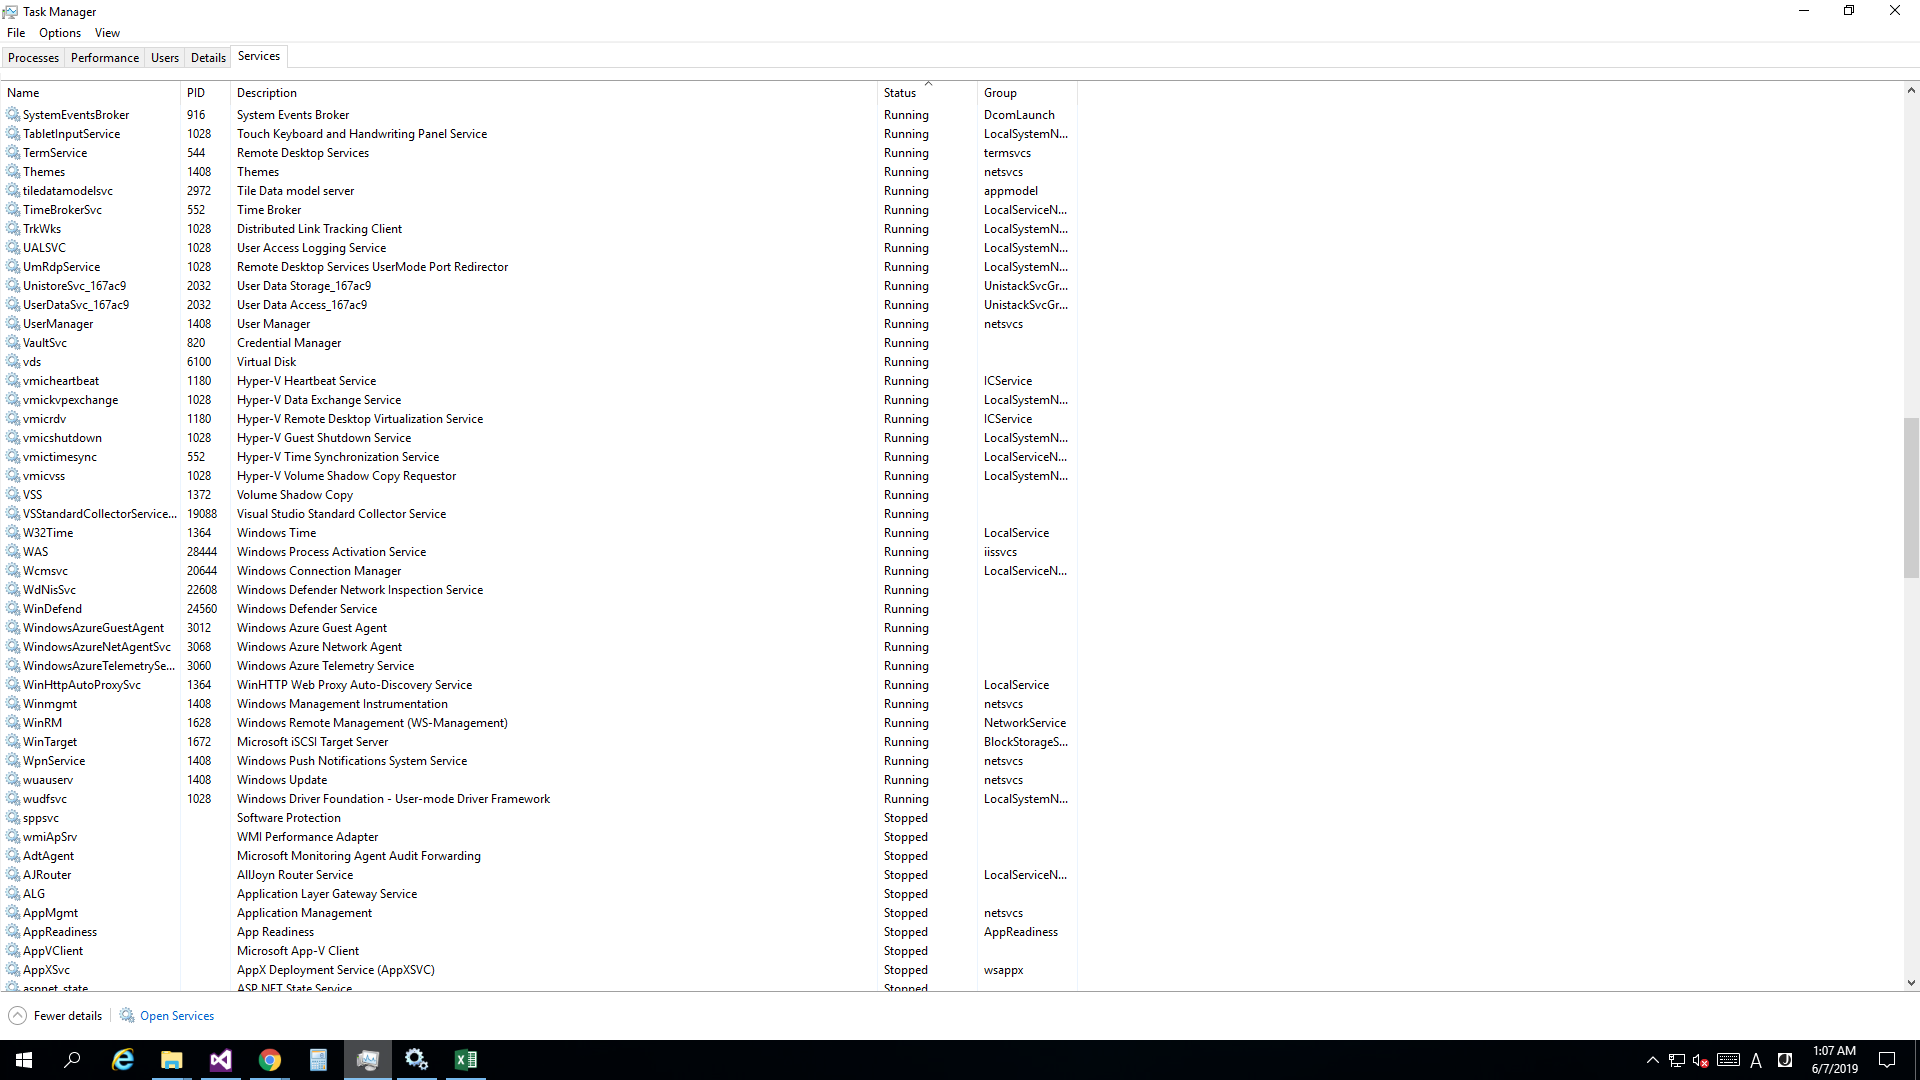 Task Manager
File Options View
Processes Performance Users Details Services
Name PID Description Status Group
SystemEventsBroker 916 System Events Broker Running DcomLaunch
TabletInputService 1028 Touch Keyboard and Handwriting Panel Service Running LocalSystemN...
TermService 544 Remote Desktop Services Running termsvcs
Themes 1408 Themes Running netsvcs
tiledatamodelsvc 2972 Tile Data model server Running appmodel
TimeBrokerSvc 552 Time Broker Running LocalServiceN...
TrkWks 1028 Distributed Link Tracking Client Running LocalSystemN...
UALSVC 1028 User Access Logging Service Running LocalSystemN...
UmRdpService 1028 Remote Desktop Services UserMode Port Redirector Running LocalSystemN...
UnistoreSvc_167ac9 2032 User Data Storage_167ac9 Running UnistackSvcGr...
UserDataSvc_167ac9 2032 User Data Access_167ac9 Running UnistackSvcGr...
UserManager 1408 User Manager Running netsvcs
VaultSvc 820 Credential Manager Running
vds 6100 Virtual Disk Running
vmicheartbeat 1180 Hyper-V Heartbeat Service Running ICService
vmickvpexchange 1028 Hyper-V Data Exchange Service Running LocalSystemN...
vmicrdv 1180 Hyper-V Remote Desktop Virtualization Service Running ICService
vmicshutdown 1028 Hyper-V Guest Shutdown Service Running LocalSystemN...
vmictimesync 552 Hyper-V Time Synchronization Service Running LocalServiceN...
vmicvss 1028 Hyper-V Volume Shadow Copy Requestor Running LocalSystemN...
VSS 1372 Volume Shadow Copy Running
VSStandardCollectorService... 19088 Visual Studio Standard Collector Service Running
W32Time 1364 Windows Time Running LocalService
WAS 28444 Windows Process Activation Service Running iissvcs
Wcmsvc 20644 Windows Connection Manager Running LocalServiceN...
WdNisSvc 22608 Windows Defender Network Inspection Service Running
WinDefend 24560 Windows Defender Service Running
WindowsAzureGuestAgent 3012 Windows Azure Guest Agent Running
WindowsAzureNetAgentSvc 3068 Windows Azure Network Agent Running
WindowsAzureTelemetrySe... 3060 Windows Azure Telemetry Service Running
WinHttpAutoProxySvc 1364 WinHTTP Web Proxy Auto-Discovery Service Running LocalService
Winmgmt 1408 Windows Management Instrumentation Running netsvcs
WinRM 1628 Windows Remote Management (WS-Management) Running NetworkService
WinTarget 1672 Microsoft iSCSI Target Server Running BlockStorageS...
WpnService 1408 Windows Push Notifications System Service Running netsvcs
wuauserv 1408 Windows Update Running netsvcs
wudfsvc 1028 Windows Driver Foundation - User-mode Driver Framework Running LocalSystemN...
sppsvc Software Protection Stopped
wmiApSrv WMI Performance Adapter Stopped
AdtAgent Microsoft Monitoring Agent Audit Forwarding Stopped
AJRouter AllJoyn Router Service Stopped LocalServiceN...
ALG Application Layer Gateway Service Stopped
AppMgmt Application Management Stopped netsvcs
AppReadiness App Readiness Stopped AppReadiness
AppVClient Microsoft App-V Client Stopped
AppXSvc AppX Deployment Service (AppXSVC) Stopped wsappx
aspnet_state ASP.NET State Service Stopped
Fewer details Open Services
A
1:07 AM
6/7/2019